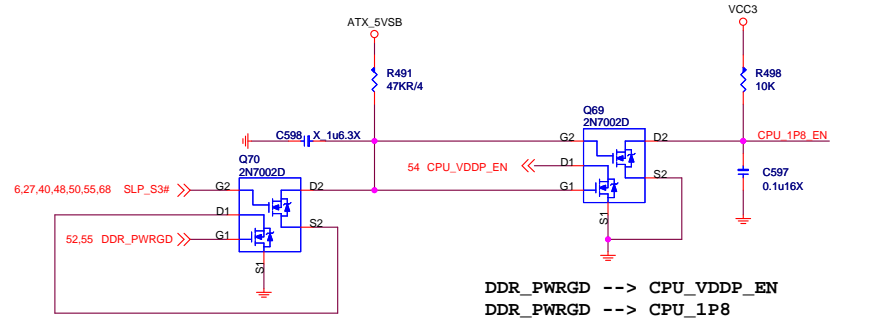 VCC3
ATX_5VSB
R491
47KR/4
R498
10K
Q69
2N7002D
C598 X_1u6.3X
G2
D2
CPU_1P8_EN
Q70
2N7002D
54 CPU_VDDP_EN
D1
S2
C597
0.1u16X
6,27,40,48,50,55,68 SLP_S3#
G2
D2
G1
S1
D1
S2
52,55 DDR_PWRGD
G1
S1
DDR_PWRGD --> CPU_VDDP_EN
DDR_PWRGD --> CPU_1P8